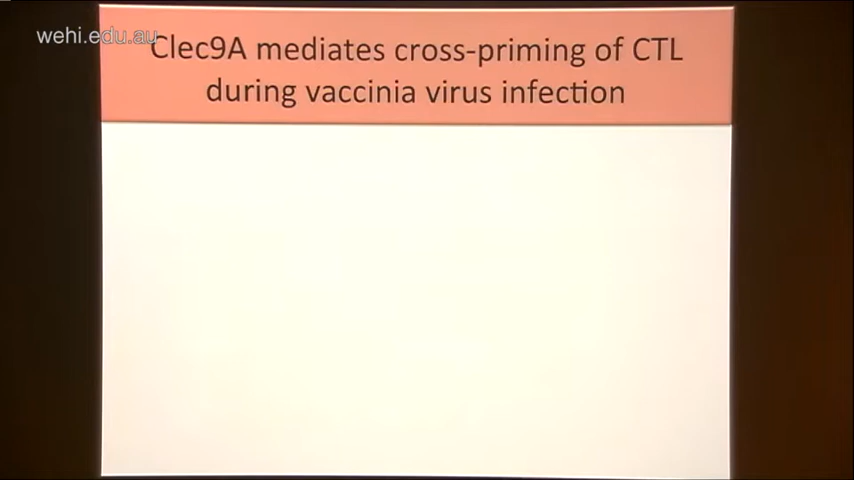 wehi.edu.au
Clec9A mediates cross-priming of CTL
during vaccinia virus infection